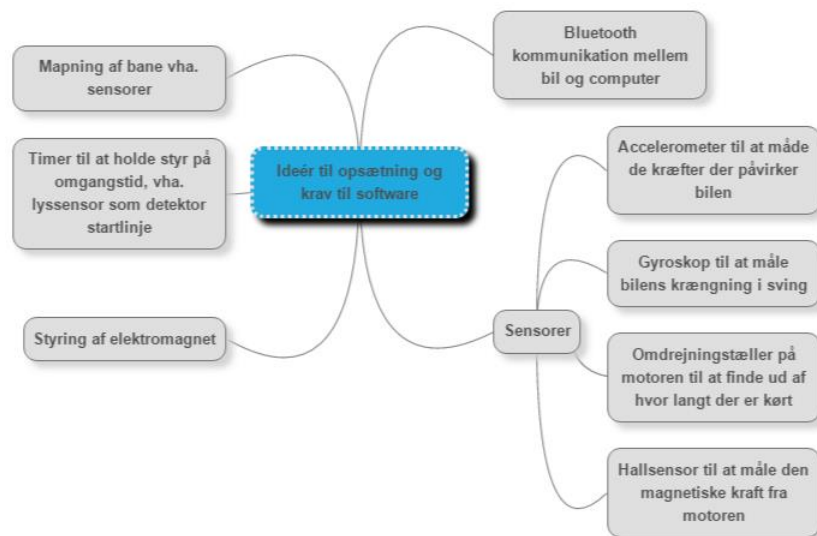 Ideér til opsætning og
krav til software
Mapning af bane vha.
sensorer
Timer til at holde styr på
omgangstid, vha.
lyssensor som detektor
startlinje
Styring af elektromagnet
Bluetooth
kommunikation mellem
bil og computer
Sensorer
Accelerometer til at måde
de kræfter der påvirker
bilen
Gyroskop til at måle
bilens krængning i sving
Omdrejningstæller på
motoren til at finde ud af
hvor langt der er kørt
Hallsensor til at måle den
magnetiske kraft fra
motoren